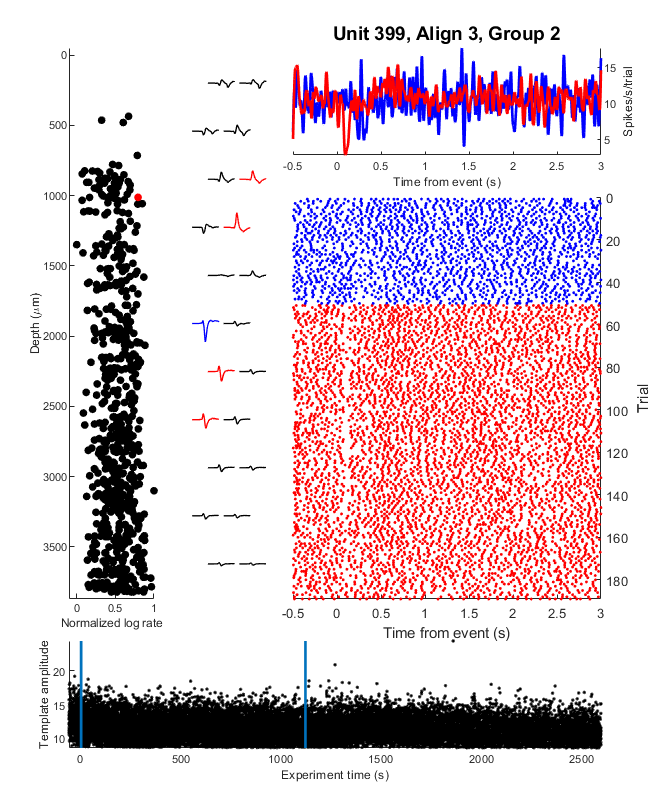 Unit 399, Align 3, Group 2
0
500
1000
1500
2000
2500
3000
3500
Depth (μm)
0 0.5 1
Normalized log rate
15
10
5
Spikes/s/trial
-0.5 0 0.5 1 1.5 2 2.5 3
Time from event (s)
0
20
40
60
80
100
120
140
160
180
Trial
-0.5 0 0.5 1 1.5 2 2.5 3
Time from event (s)
20
15
10
Template amplitude
0 500 1000 1500 2000 2500
Experiment time (s)